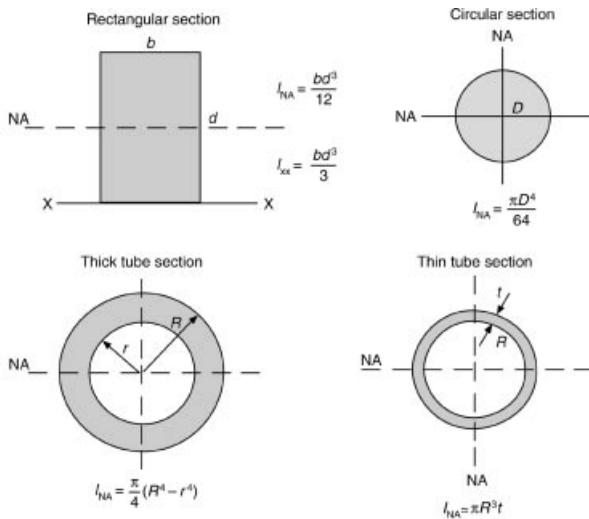 Rectangular section
b
I_NA = bd³/12
NA
d
I_xx = bd³/3
X X
Circular section
NA
NA
D
I_NA = πD⁴/64
Thick tube section
R
r
NA
I_NA = π/4 (R⁴ – r⁴)
Thin tube section
t
R
NA
NA
I_NA = πR³t